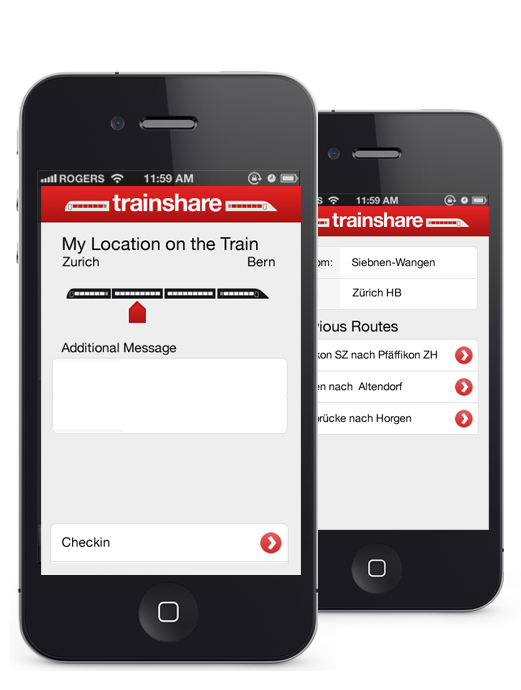 ROGERS 11:59 AM
trainshare
My Location on the Train
Zurich Bern
Additional Message
Checkin
S 11:59 AM
trainshare
om: Siebnen-Wangen
Zürich HB
vious Routes
kon SZ nach Pfäffikon ZH
en nach Altendorf
brücke nach Horgen